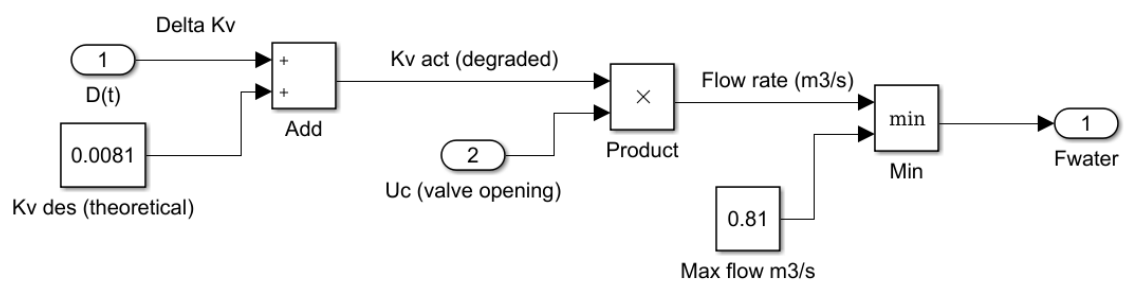 Delta Kv
1
D(t)
+
+
Add
0.0081
Kv des (theoretical)
Kv act (degraded)
2
Uc (valve opening)
×
Product
Flow rate (m3/s)
0.81
Max flow m3/s
min
Min
1
Fwater